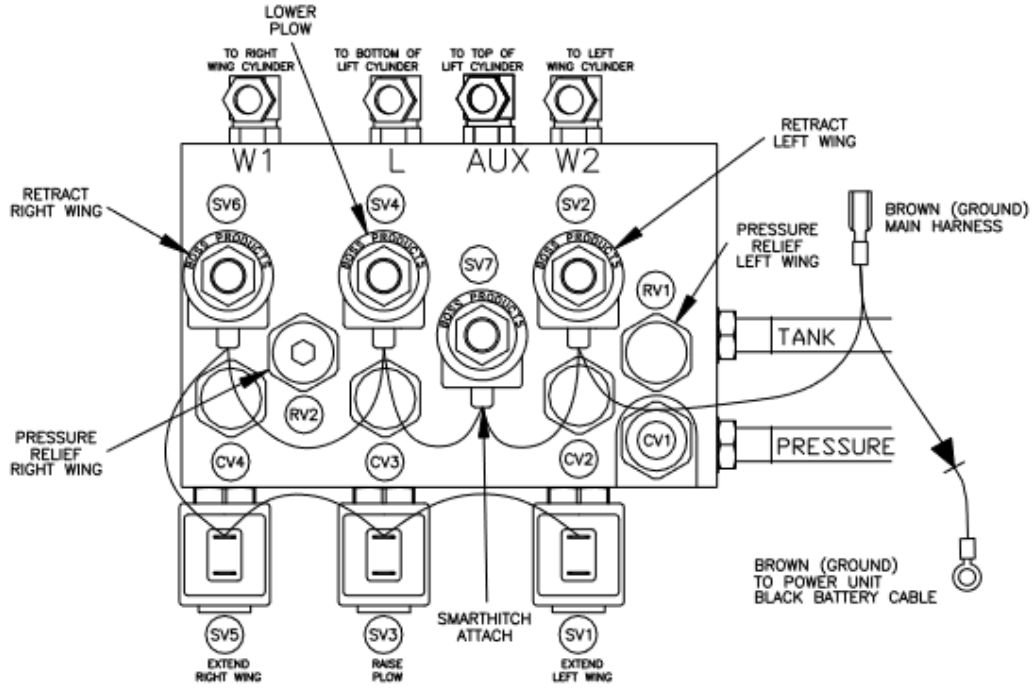 LOWER
PLOW
TO RIGHT
WING CYLINDER
TO BOTTOM OF
LIFT CYLINDER
TO TOP OF
LIFT CYLINDER
TO LEFT
WING CYLINDER
W1
L
AUX
W2
RETRACT
LEFT WING
RETRACT
RIGHT WING
SV6
SV4
SV2
BROWN (GROUND)
MAIN HARNESS
BOSS PRODUCTS
BOSS PRODUCTS
BOSS PRODUCTS
PRESSURE
RELIEF
LEFT WING
SV7
RV1
BOSS PRODUCTS
TANK
RV2
PRESSURE
RELIEF
RIGHT WING
CV4
CV3
CV2
CV1
PRESSURE
BROWN (GROUND)
TO POWER UNIT
BLACK BATTERY CABLE
SMARTHITCH
ATTACH
SV5
SV3
SV1
EXTEND
RIGHT WING
RAISE
PLOW
EXTEND
LEFT WING